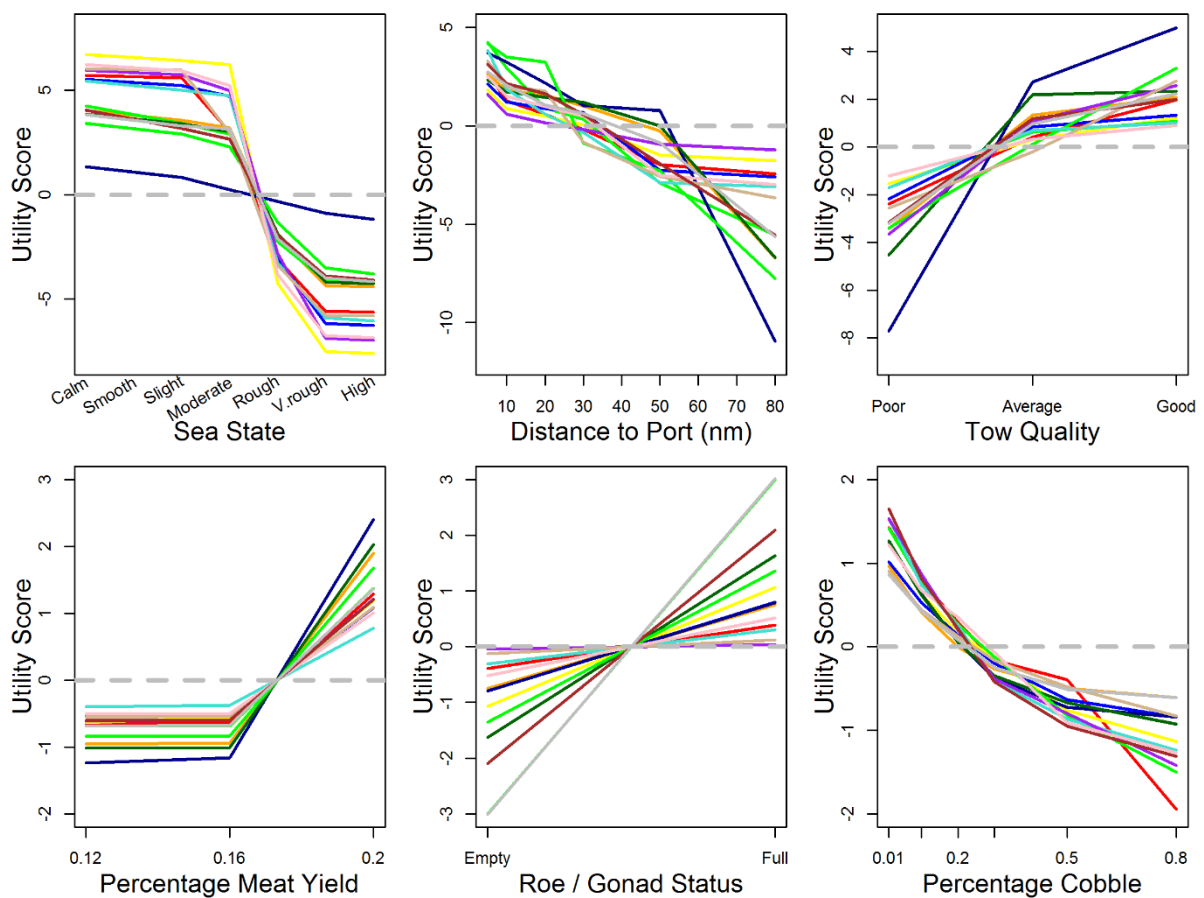 Utility Score
5
0
-5
Calm
Smooth
Slight
Moderate
Rough
V.rough
High
Sea State
Utility Score
5
0
-5
-10
10 20 30 40 50 60 70 80
Distance to Port (nm)
Utility Score
4
2
0
-2
-4
-6
-8
Poor Average Good
Tow Quality
Utility Score
3
2
1
0
-1
-2
0.12 0.16 0.2
Percentage Meat Yield
Utility Score
3
2
1
0
-1
-2
-3
Empty Full
Roe / Gonad Status
Utility Score
2
1
0
-1
-2
0.01 0.2 0.5 0.8
Percentage Cobble